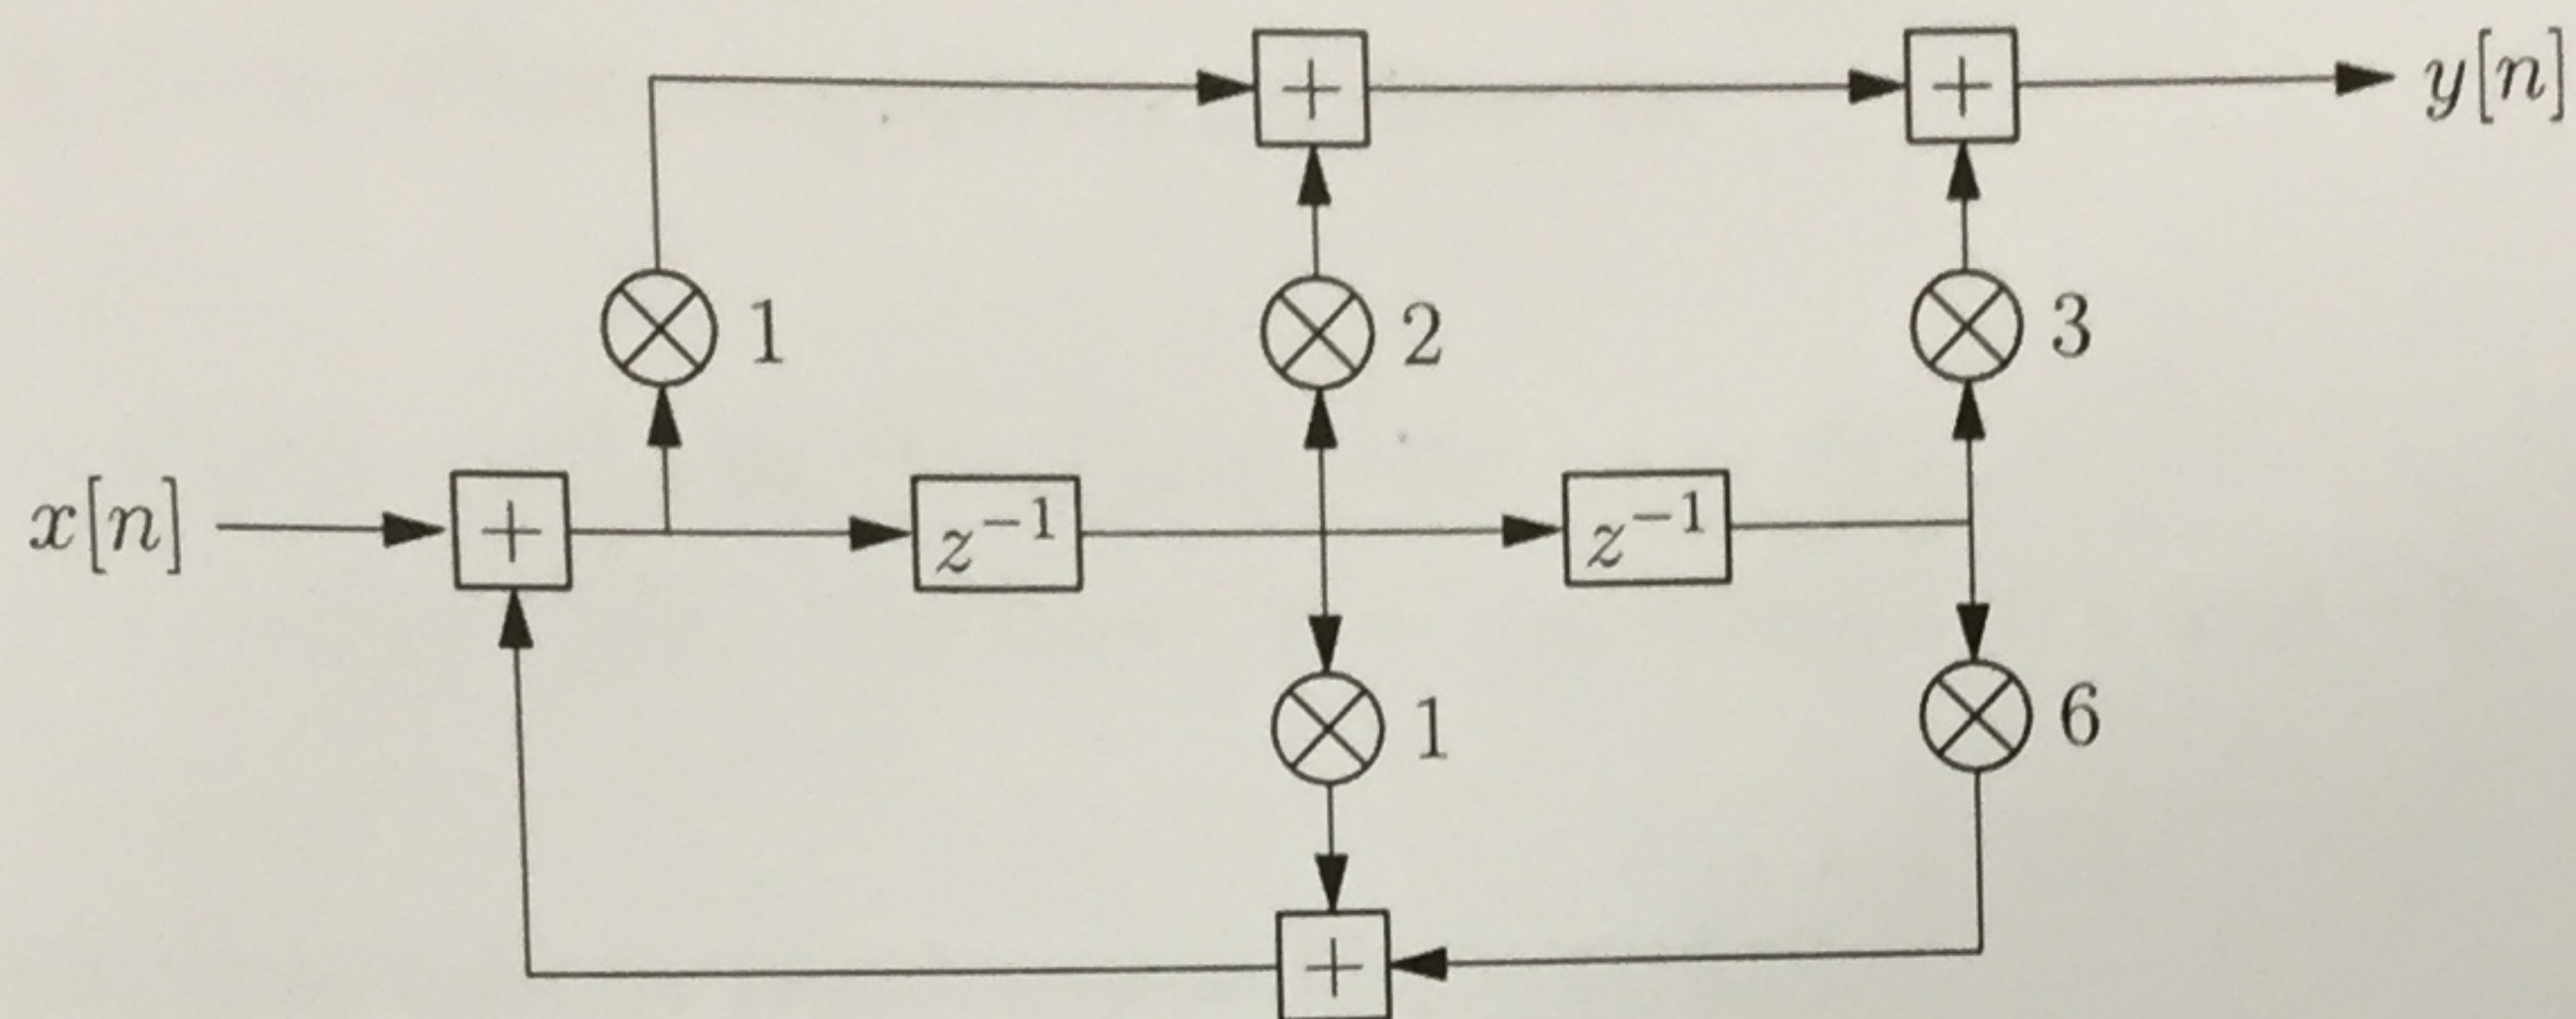 + + y[n]
1 2 3
x[n] + z⁻¹ z⁻¹
1 6
+